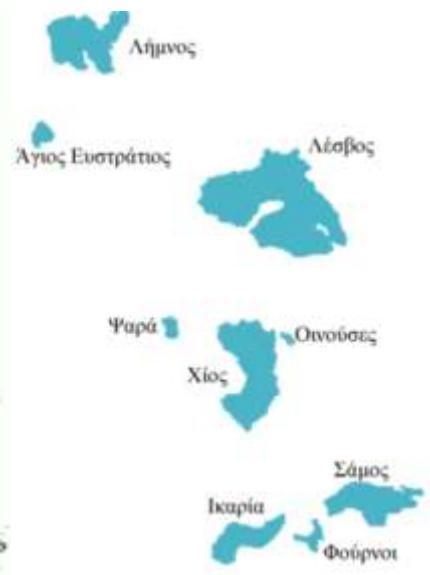 Λήμνος
Άγιος Ευστράτιος
Λέσβος
Ψαρά
Οινούσες
Χίος
Σάμος
Ικαρία
Φούρνοι